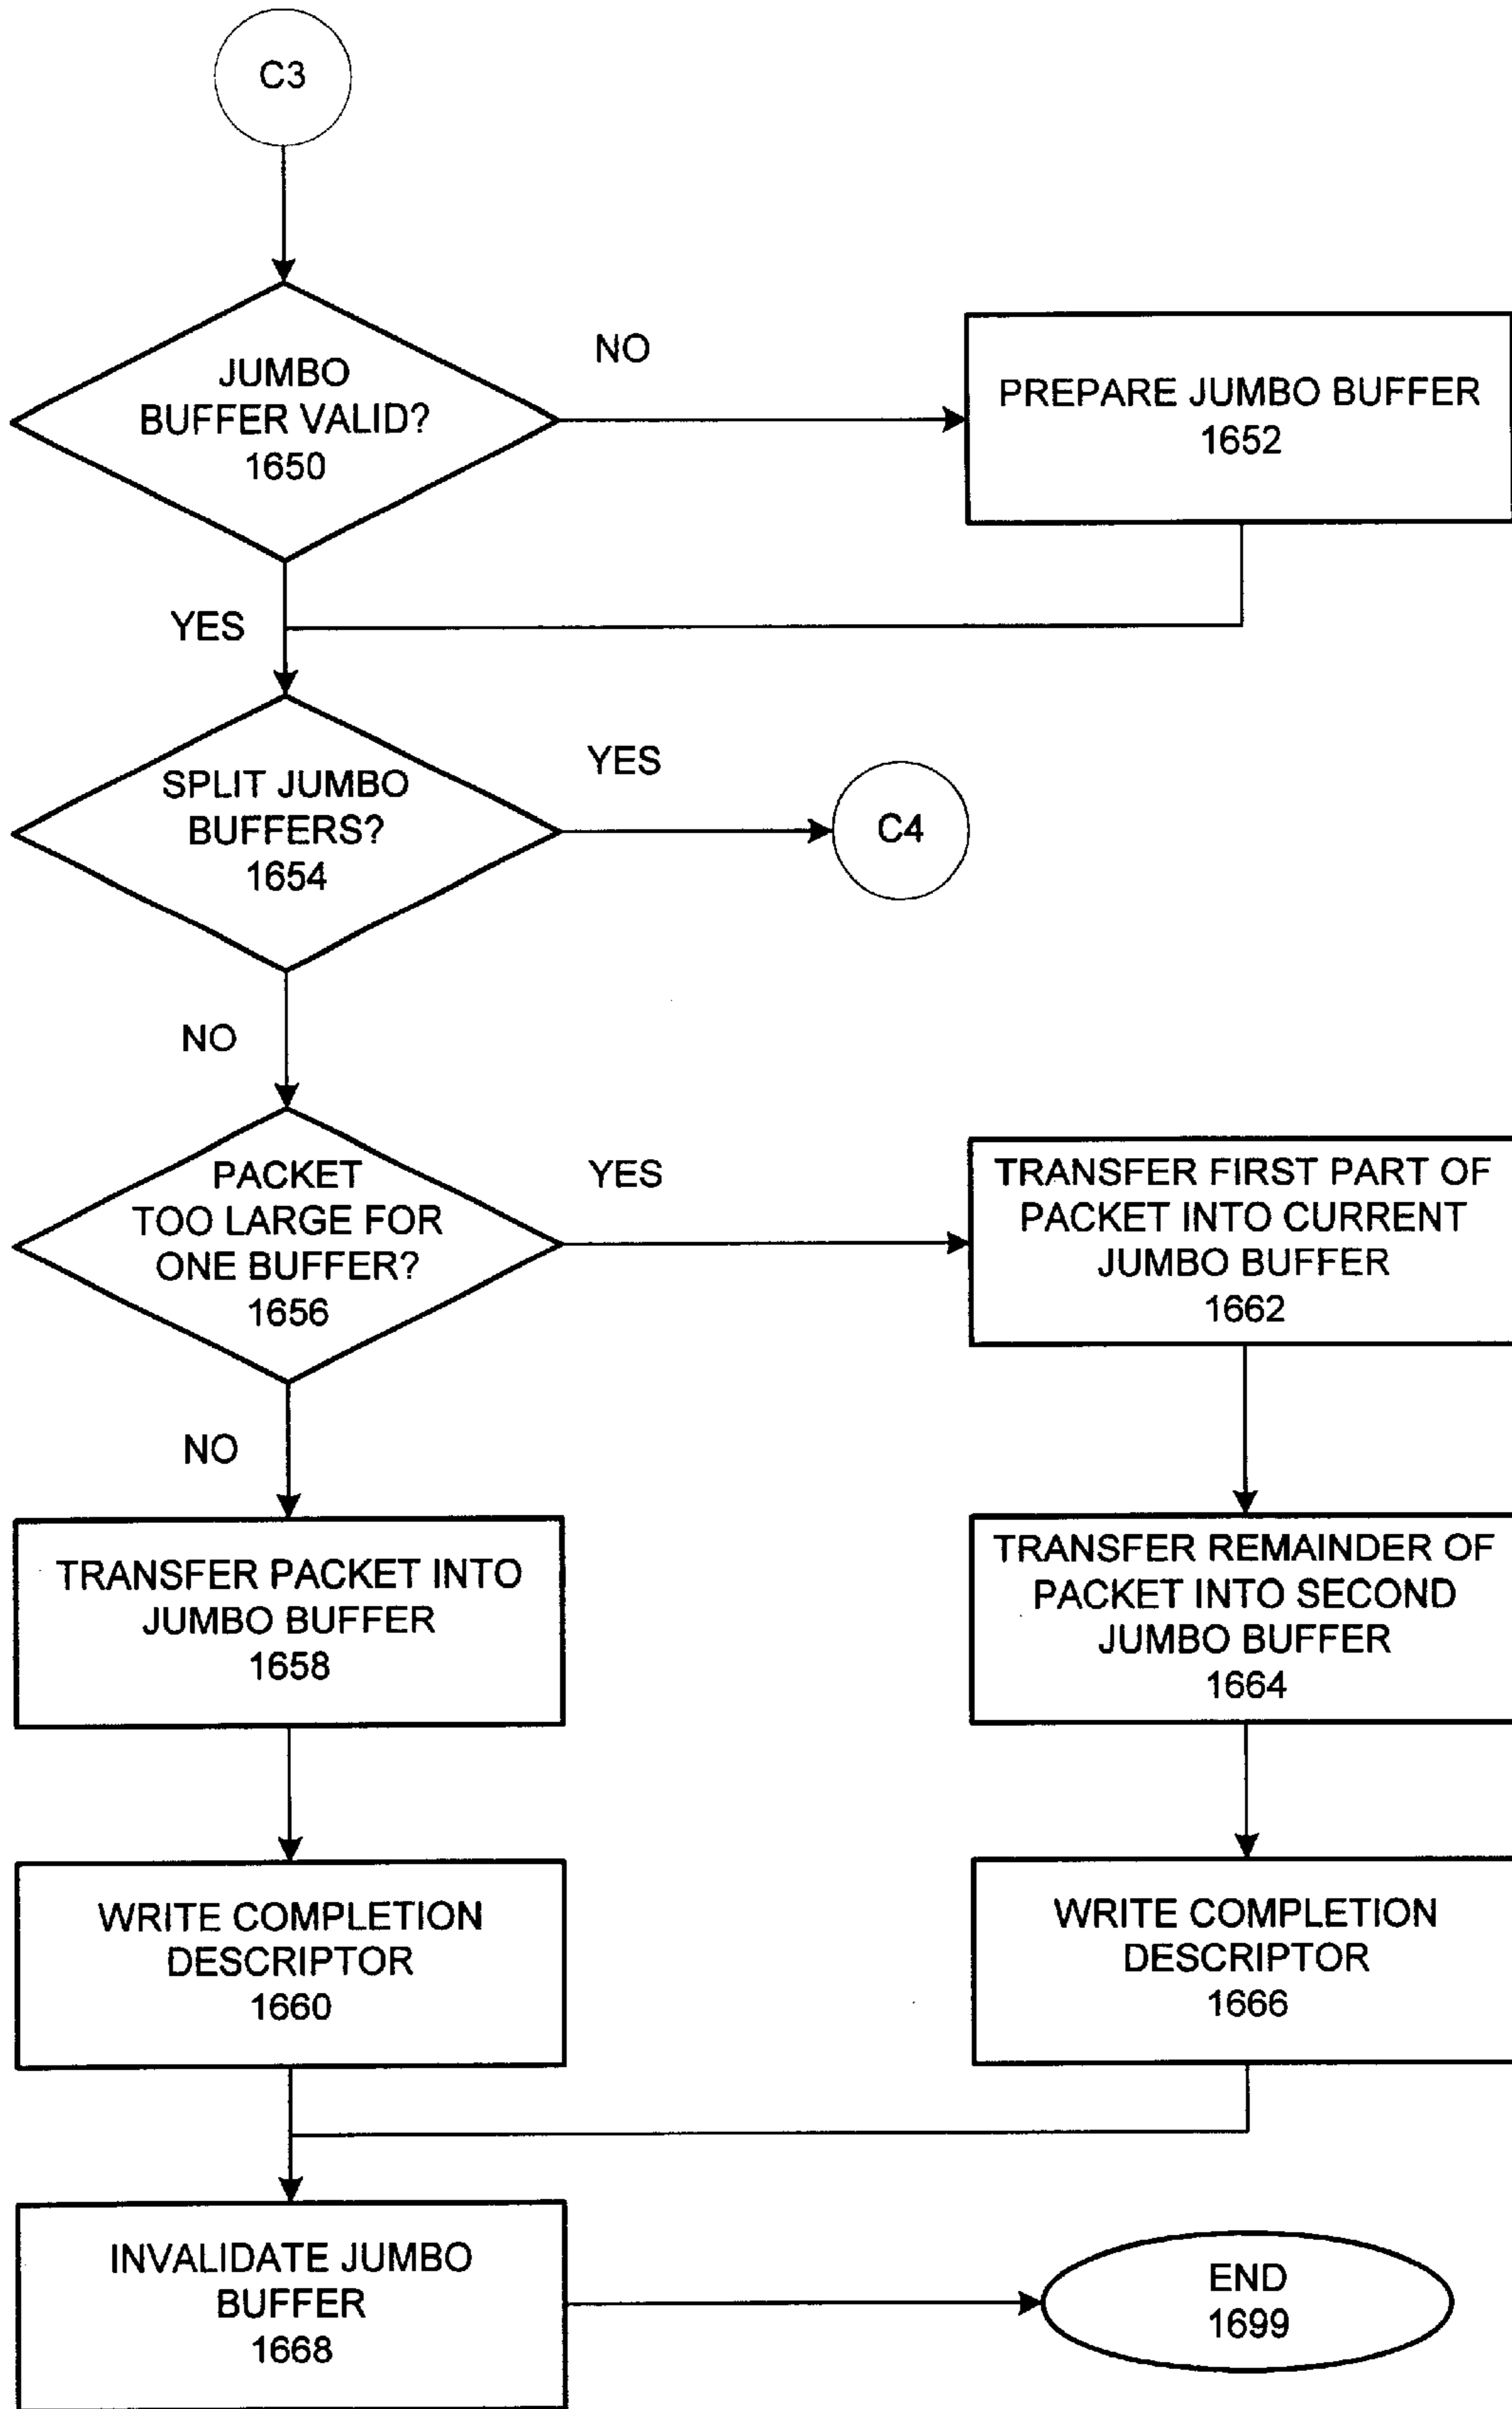 C3
JUMBO
BUFFER VALID?
1650
NO
PREPARE JUMBO BUFFER
1652
YES
SPLIT JUMBO
BUFFERS?
1654
YES
C4
NO
PACKET
TOO LARGE FOR
ONE BUFFER?
1656
YES
TRANSFER FIRST PART OF
PACKET INTO CURRENT
JUMBO BUFFER
1662
NO
TRANSFER PACKET INTO
JUMBO BUFFER
1658
TRANSFER REMAINDER OF
PACKET INTO SECOND
JUMBO BUFFER
1664
WRITE COMPLETION
DESCRIPTOR
1660
WRITE COMPLETION
DESCRIPTOR
1666
INVALIDATE JUMBO
BUFFER
1668
END
1699